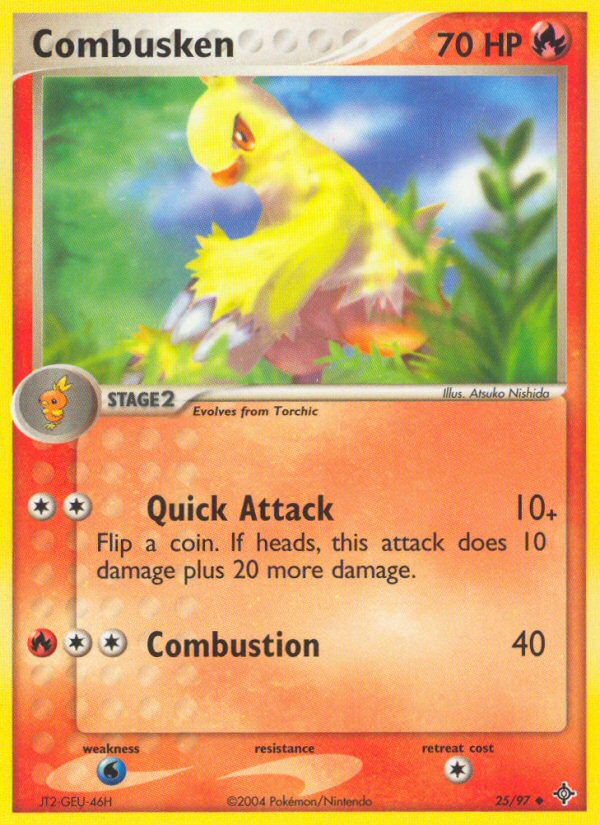 Combusken 70 HP
Illus. Atsuko Nishida
STAGE2
Evolves from Torchic
Quick Attack 10+
Flip a coin. If heads, this attack does 10
damage plus 20 more damage.
Combustion 40
weakness resistance retreat cost
JT2-GEU-46H ©2004 Pokémon/Nintendo 25/97